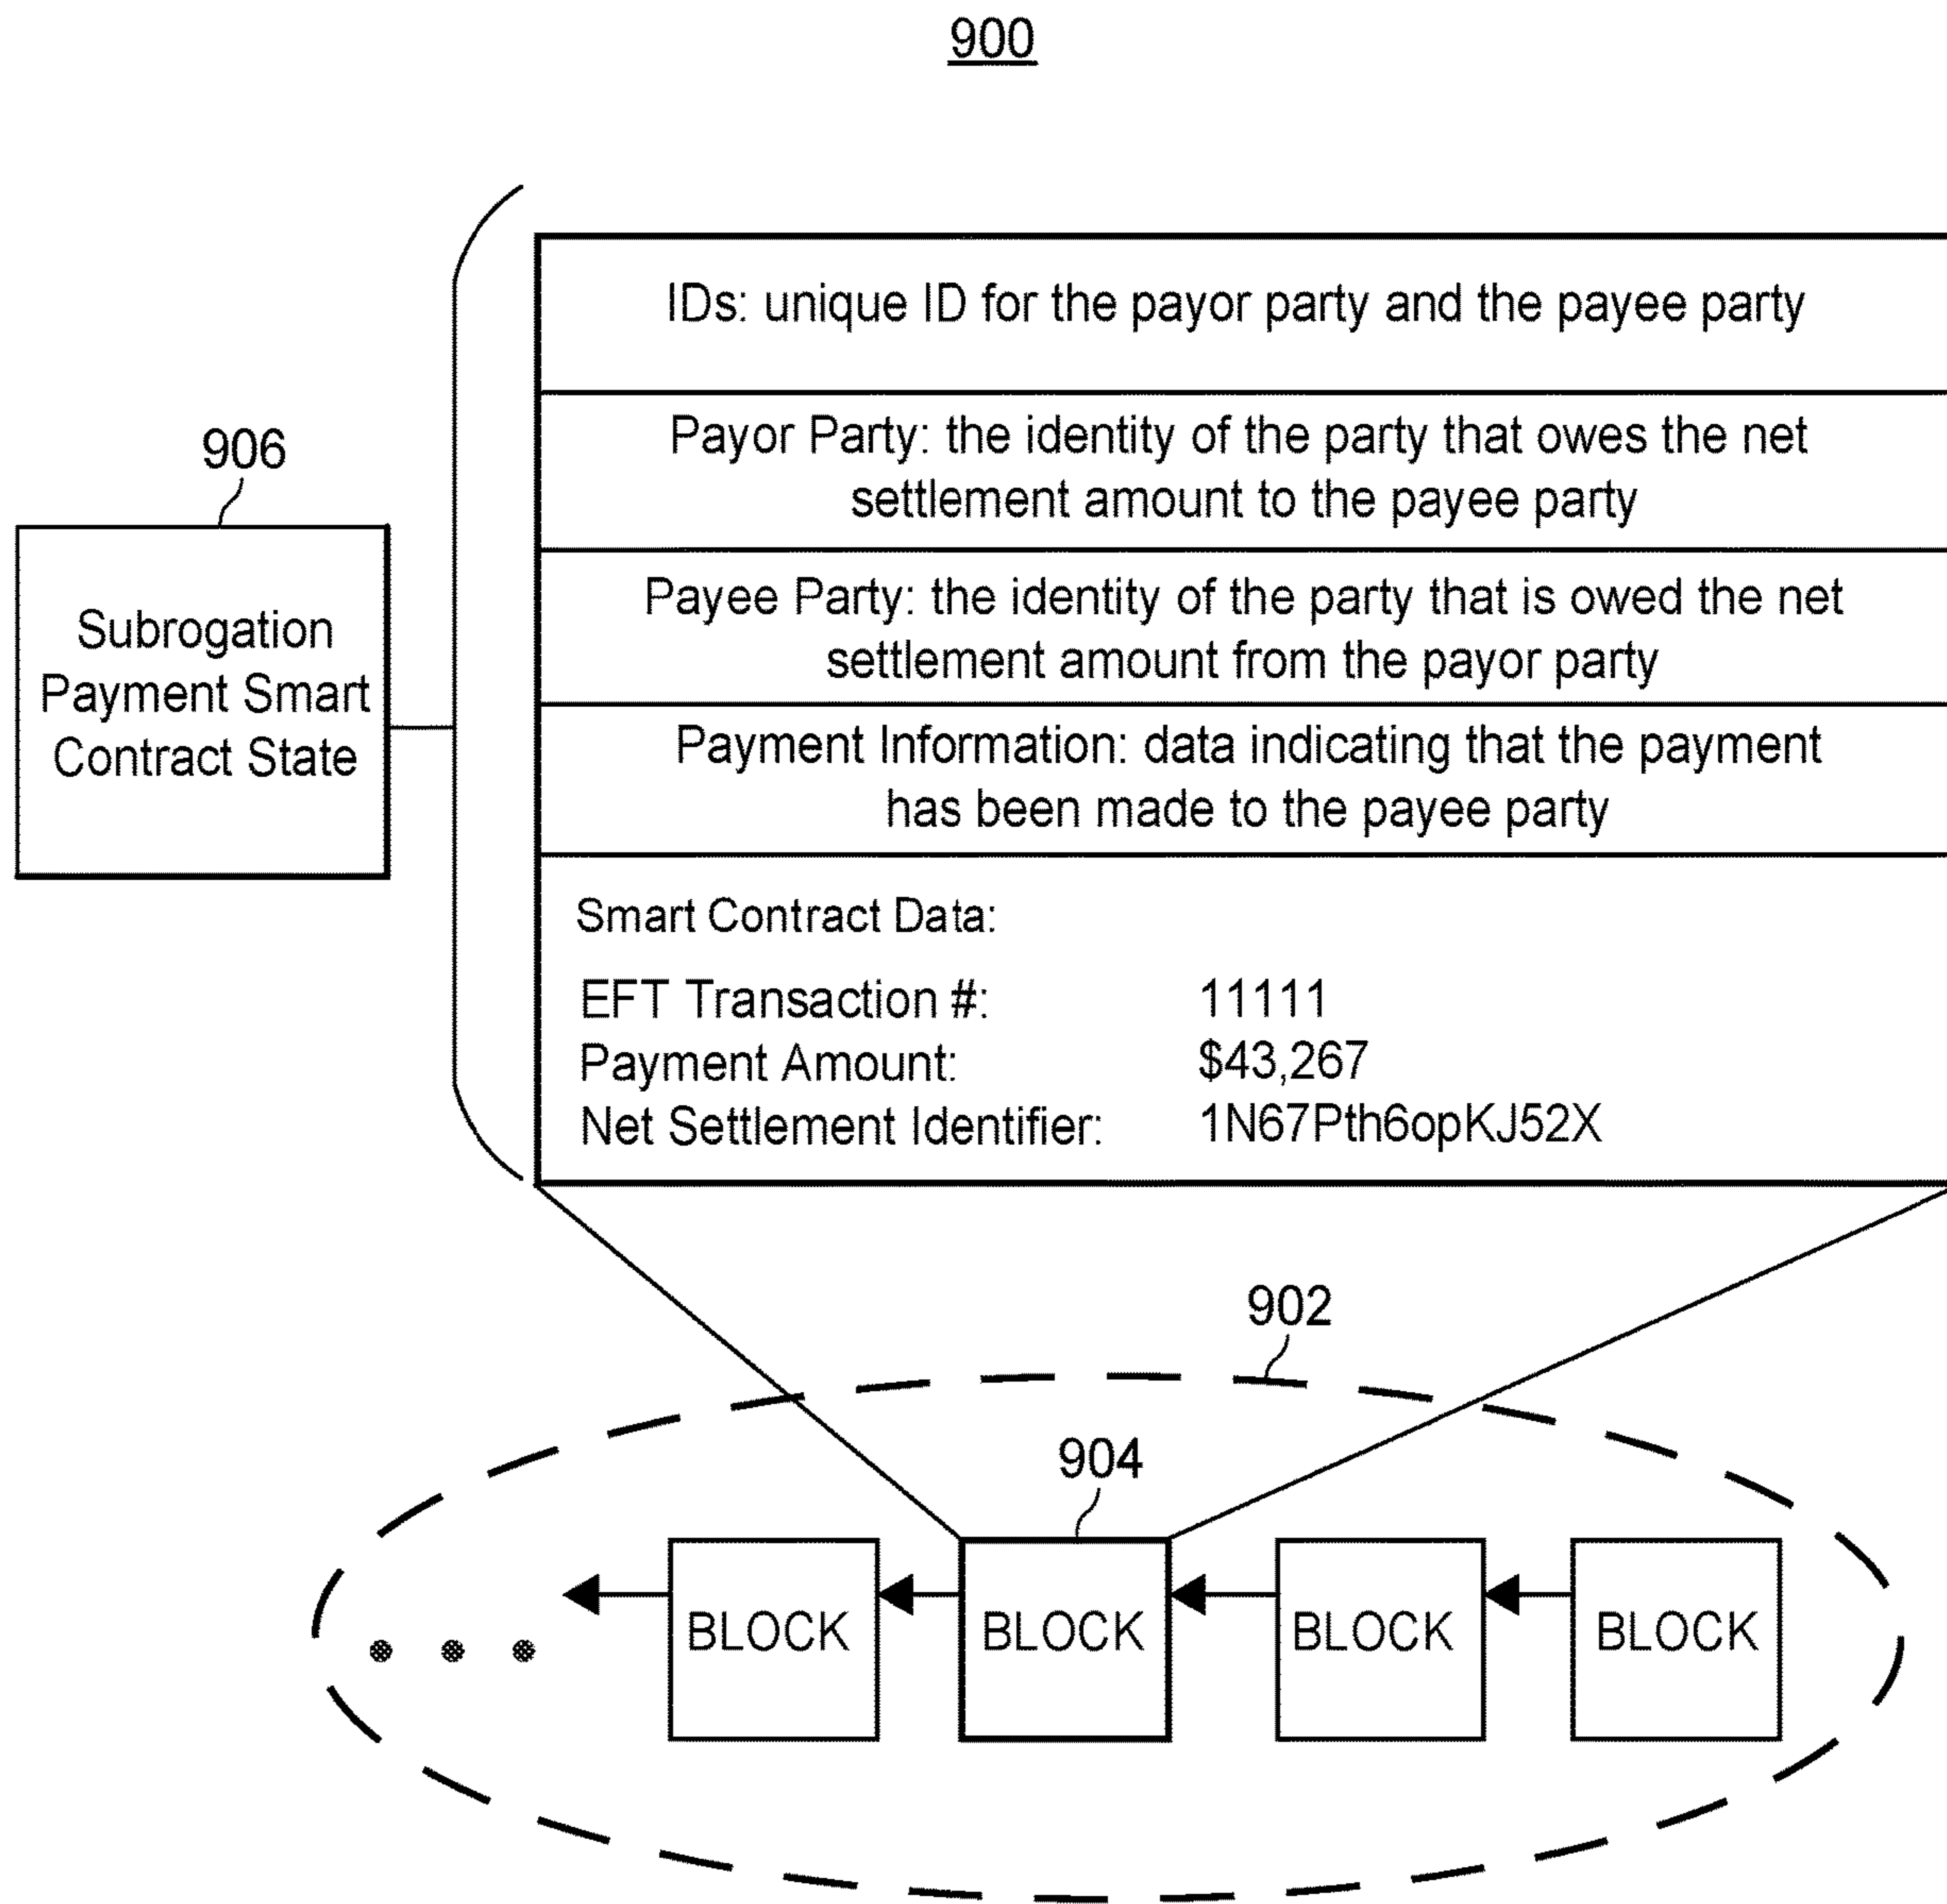 900
IDs: unique ID for the payor party and the payee party
906
Payor Party: the identity of the party that owes the net
settlement amount to the payee party
Subrogation
Payment Smart
Contract State
Payee Party: the identity of the party that is owed the net
settlement amount from the payor party
Payment Information: data indicating that the payment
has been made to the payee party
Smart Contract Data:
EFT Transaction #: 11111
Payment Amount: $43,267
Net Settlement Identifier: 1N67Pth6opKJ52X
902
904
BLOCK BLOCK BLOCK BLOCK